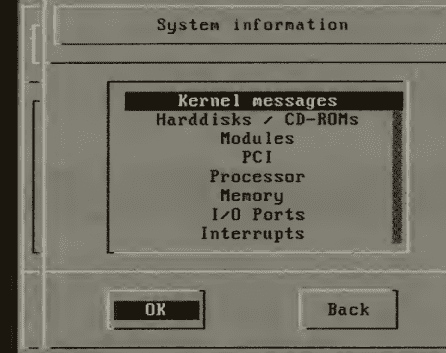 System information
Kernel messages
Harddisks / CD-ROMs
Modules
PCI
Processor
Memory
I/O Ports
Interrupts
OK
Back